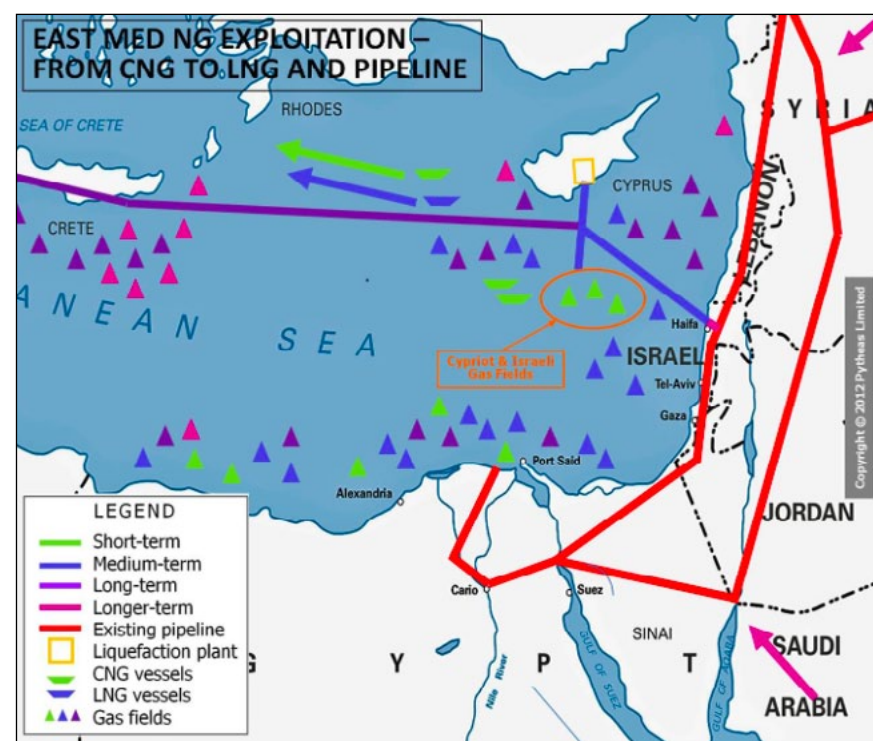 EAST MED NG EXPLOITATION –
FROM CNG TO LNG AND PIPELINE
RHODES
SEA OF CRETE
SYRIA
CYPRUS
LEBANON
CRETE
ANEAN SEA
Haifa
ISRAEL
Cypriot & Israeli
Gas Fields
Tel-Aviv
Gaza
Port Said
Alexandria
JORDAN
Cario
Suez
SINAI
SAUDI
ARABIA
G Y P T
Nile River
GULF OF SUEZ
GULF OF AQABA
LEGEND
Short-term
Medium-term
Long-term
Longer-term
Existing pipeline
Liquefaction plant
CNG vessels
LNG vessels
Gas fields
Copyright © 2012 Pytheas Limited